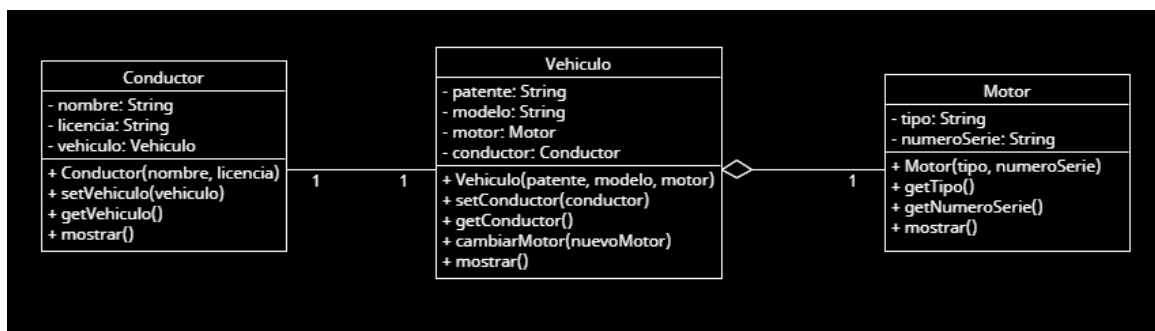 Conductor
- nombre: String
- licencia: String
- vehiculo: Vehiculo
+ Conductor(nombre, licencia)
+ setVehiculo(vehiculo)
+ getVehiculo()
+ mostrar()
1
1
Vehiculo
- patente: String
- modelo: String
- motor: Motor
- conductor: Conductor
+ Vehiculo(patente, modelo, motor)
+ setConductor(conductor)
+ getConductor()
+ cambiarMotor(nuevoMotor)
+ mostrar()
1
Motor
- tipo: String
- numeroSerie: String
+ Motor(tipo, numeroSerie)
+ getTipo()
+ getNumeroSerie()
+ mostrar()